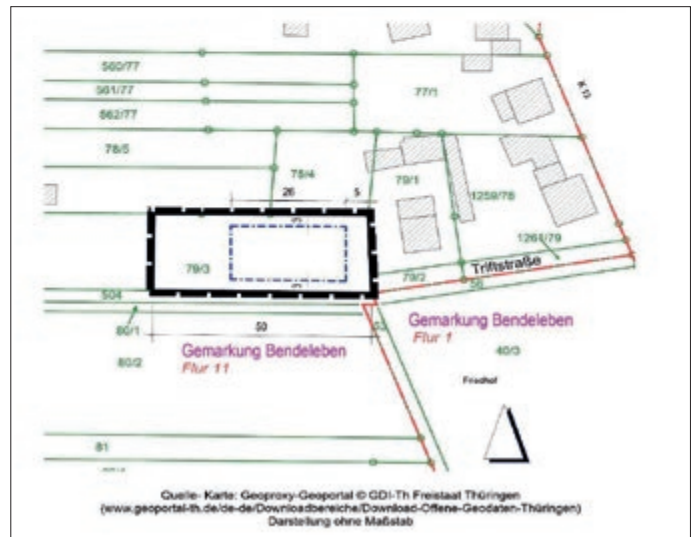 560/77
561/77
562/77
78/5
77/1
K 13
78/4
79/1
1259/78
26
5
79/3
1261/79
Triftstraße
79/2
56
504
80/1
80/2
50
53
Gemarkung Bendeleben
Flur 11
Gemarkung Bendeleben
Flur 1
40/3
Friedhof
81
Quelle- Karte: Geoproxy-Geoportal © GDI-Th Freistaat Thüringen
(www.geoportal-th.de/de-de/Downloadbereiche/Download-Offene-Geodaten-Thüringen)
Darstellung ohne Maßstab